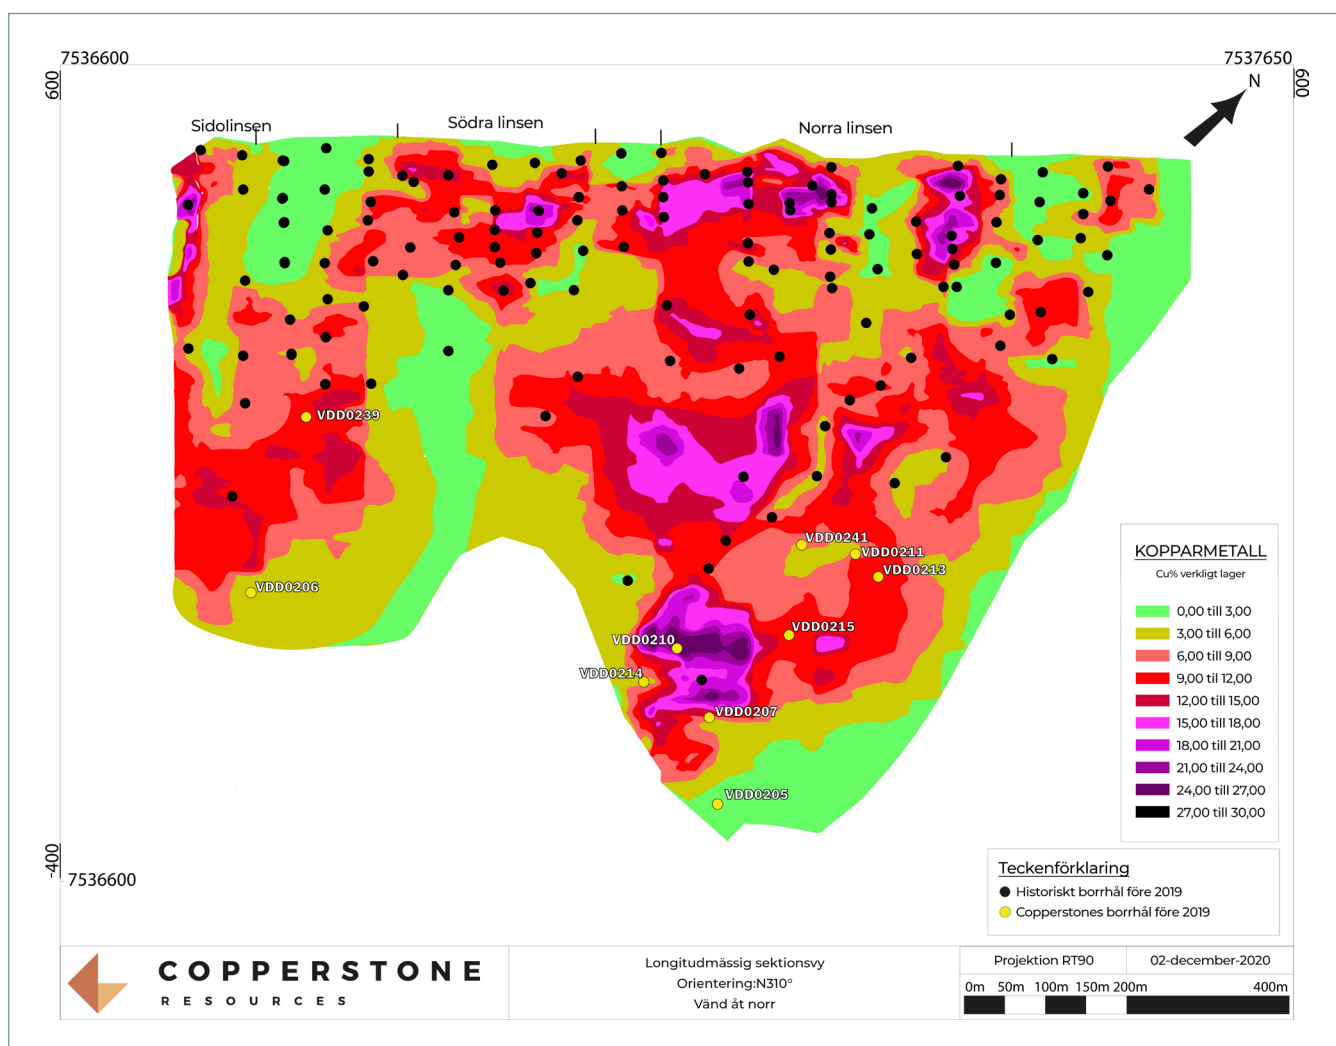 7536600
7537650
600
600
N
Sidolinsen
Södra linsen
Norra linsen
VDD0239
VDD0241
VDD0211
VDD0213
VDD0206
VDD0215
VDD0210
VDD0214
VDD0207
VDD0205
KOPPARMETALL
Cu% verkligt lager
0,00 till 3,00
3,00 till 6,00
6,00 till 9,00
9,00 till 12,00
12,00 till 15,00
15,00 till 18,00
18,00 till 21,00
21,00 till 24,00
24,00 till 27,00
27,00 till 30,00
-400
7536600
Teckenförklaring
Historiskt borrhål före 2019
Copperstones borrhål före 2019
COPPERSTONE
RESOURCES
Longitudmässig sektionsvy
Orientering:N310°
Vänd åt norr
Projektion RT90
02-december-2020
0m 50m 100m 150m 200m 400m